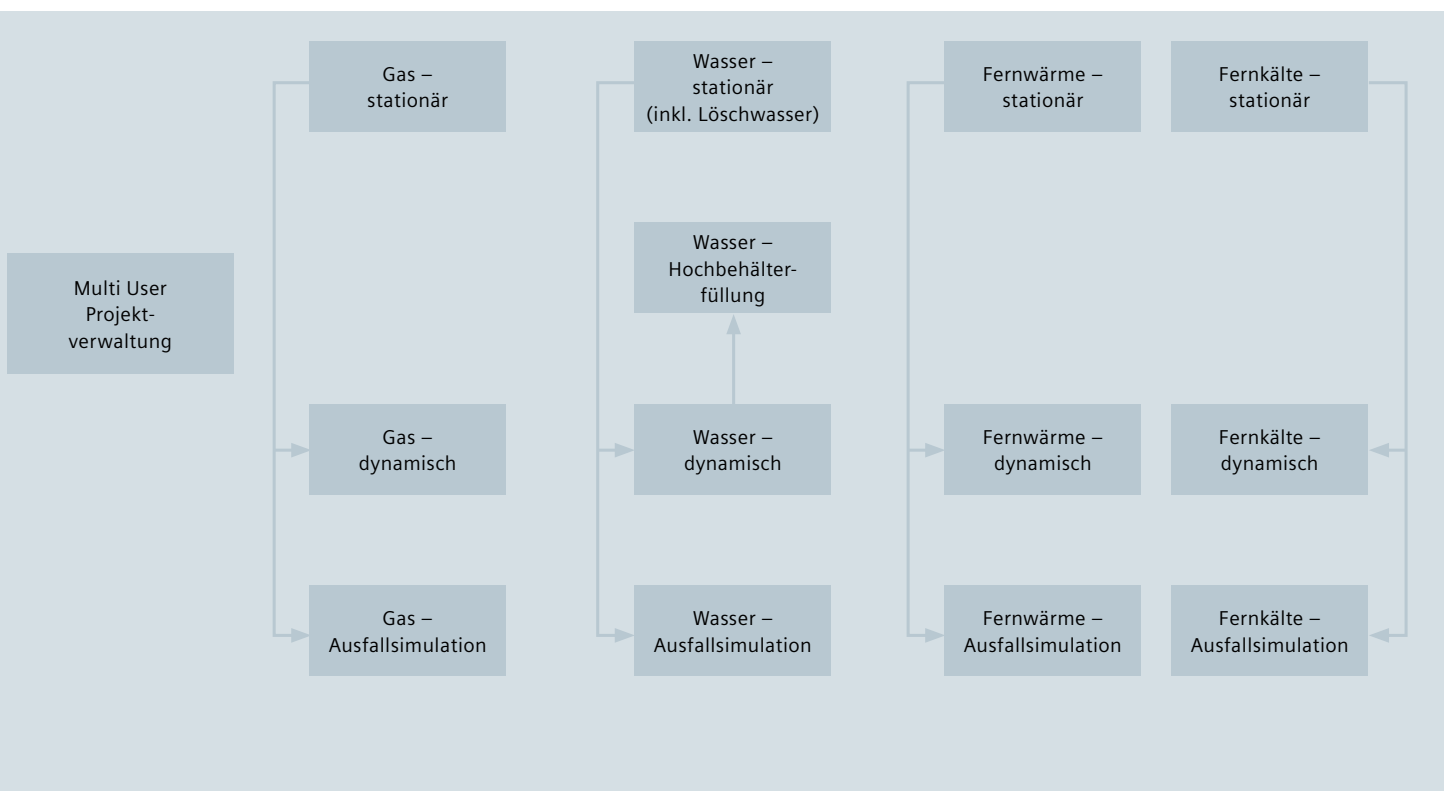 Multi User
Projekt-
verwaltung
Gas –
stationär
Gas –
dynamisch
Gas –
Ausfallsimulation
Wasser –
stationär
(inkl. Löschwasser)
Wasser –
Hochbehälter-
füllung
Wasser –
dynamisch
Wasser –
Ausfallsimulation
Fernwärme –
stationär
Fernwärme –
dynamisch
Fernwärme –
Ausfallsimulation
Fernkälte –
stationär
Fernkälte –
dynamisch
Fernkälte –
Ausfallsimulation